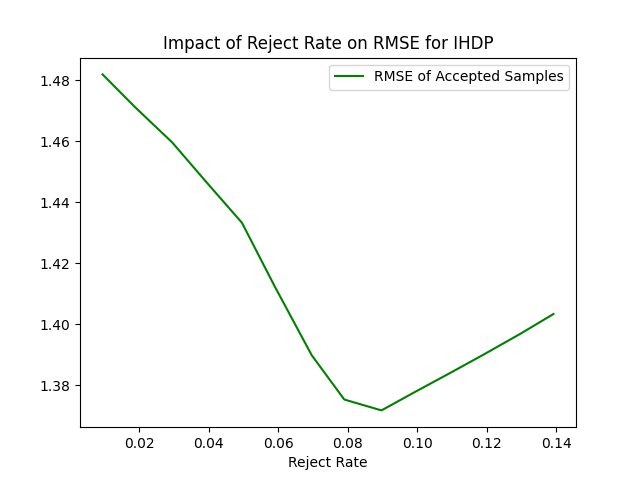 Impact of Reject Rate on RMSE for IHDP
RMSE of Accepted Samples
1.48
1.46
1.44
1.42
1.40
1.38
0.02 0.04 0.06 0.08 0.10 0.12 0.14
Reject Rate